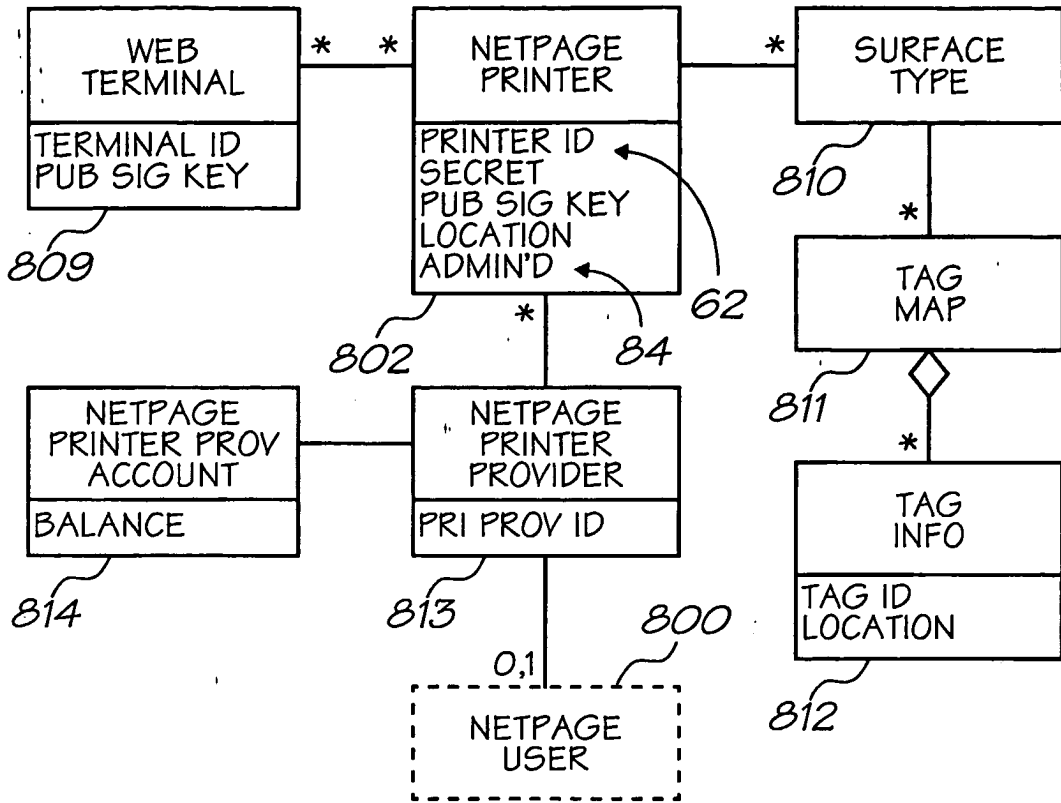 WEB
TERMINAL
TERMINAL ID
PUB SIG KEY
809
*
*
NETPAGE
PRINTER
PRINTER ID
SECRET
PUB SIG KEY
LOCATION
ADMIN'D
802
62
84
*
*
SURFACE
TYPE
810
*
TAG
MAP
811
*
TAG
INFO
TAG ID
LOCATION
812
NETPAGE
PRINTER PROV
ACCOUNT
BALANCE
814
NETPAGE
PRINTER
PROVIDER
PRI PROV ID
813
800
0,1
NETPAGE
USER